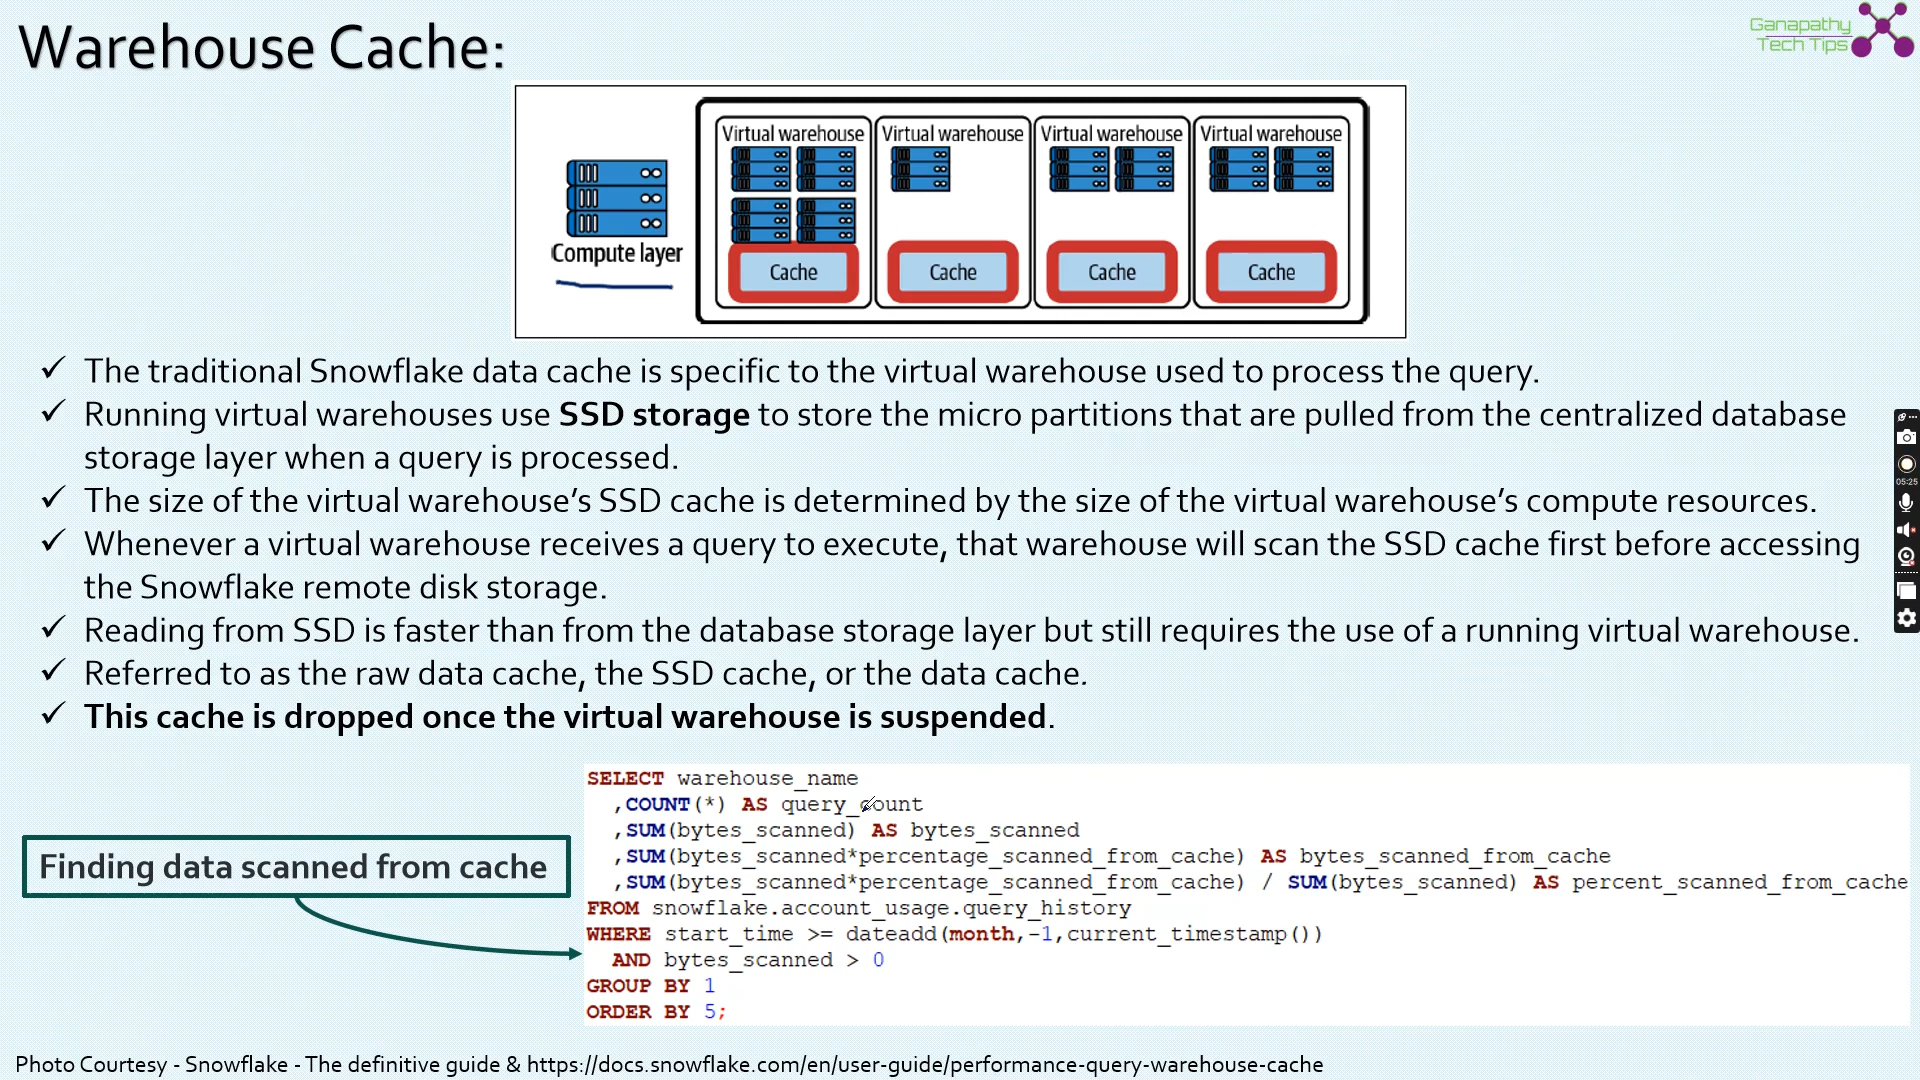 Warehouse Cache:
Ganapathy
Tech Tips
Virtual warehouse
Virtual warehouse
Virtual warehouse
Virtual warehouse
Compute layer
Cache
Cache
Cache
Cache
✓ The traditional Snowflake data cache is specific to the virtual warehouse used to process the query.
✓ Running virtual warehouses use SSD storage to store the micro partitions that are pulled from the centralized database
storage layer when a query is processed.
✓ The size of the virtual warehouse’s SSD cache is determined by the size of the virtual warehouse’s compute resources.
✓ Whenever a virtual warehouse receives a query to execute, that warehouse will scan the SSD cache first before accessing
the Snowflake remote disk storage.
✓ Reading from SSD is faster than from the database storage layer but still requires the use of a running virtual warehouse.
✓ Referred to as the raw data cache, the SSD cache, or the data cache.
✓ This cache is dropped once the virtual warehouse is suspended.
05:25
Finding data scanned from cache
SELECT warehouse_name
,COUNT(*) AS query_count
,SUM(bytes_scanned) AS bytes_scanned
,SUM(bytes_scanned*percentage_scanned_from_cache) AS bytes_scanned_from_cache
,SUM(bytes_scanned*percentage_scanned_from_cache) / SUM(bytes_scanned) AS percent_scanned_from_cache
FROM snowflake.account_usage.query_history
WHERE start_time >= dateadd(month,-1,current_timestamp())
AND bytes_scanned > 0
GROUP BY 1
ORDER BY 5;
Photo Courtesy - Snowflake - The definitive guide & https://docs.snowflake.com/en/user-guide/performance-query-warehouse-cache